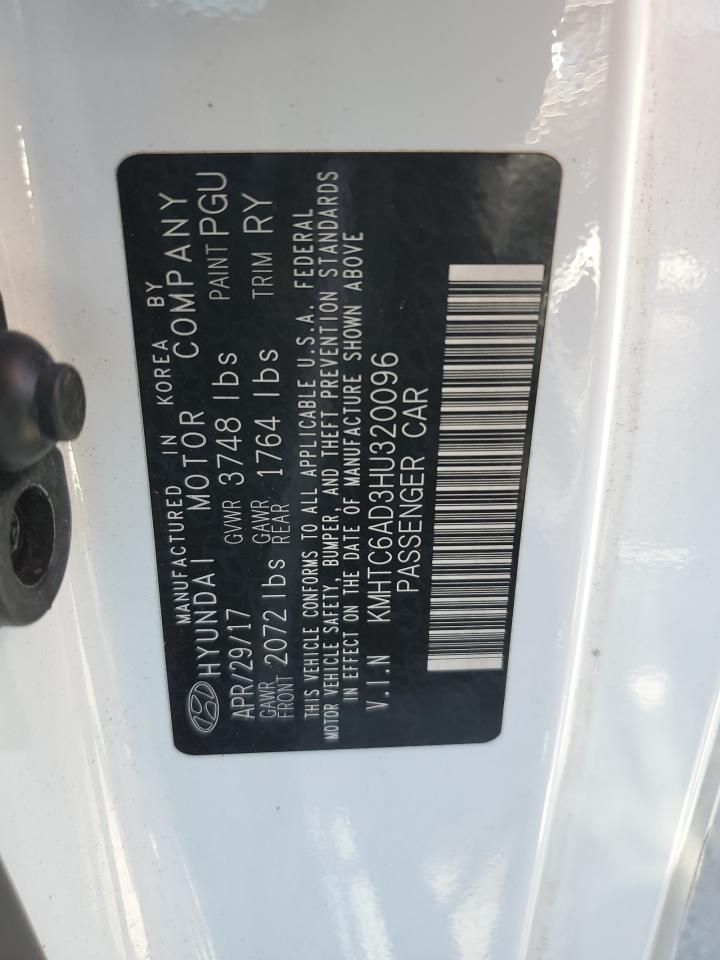 MANUFACTURED IN KOREA BY
HYUNDAI MOTOR COMPANY
APR/29/17 GVWR 3748 lbs PAINT PGU
GAWR FRONT 2072 lbs GAWR REAR 1764 lbs TRIM RY
THIS VEHICLE CONFORMS TO ALL APPLICABLE U.S.A. FEDERAL
MOTOR VEHICLE SAFETY, BUMPER, AND THEFT PREVENTION STANDARDS
IN EFFECT ON THE DATE OF MANUFACTURE SHOWN ABOVE
V.I.N KMHTC6AD3HU320096
PASSENGER CAR